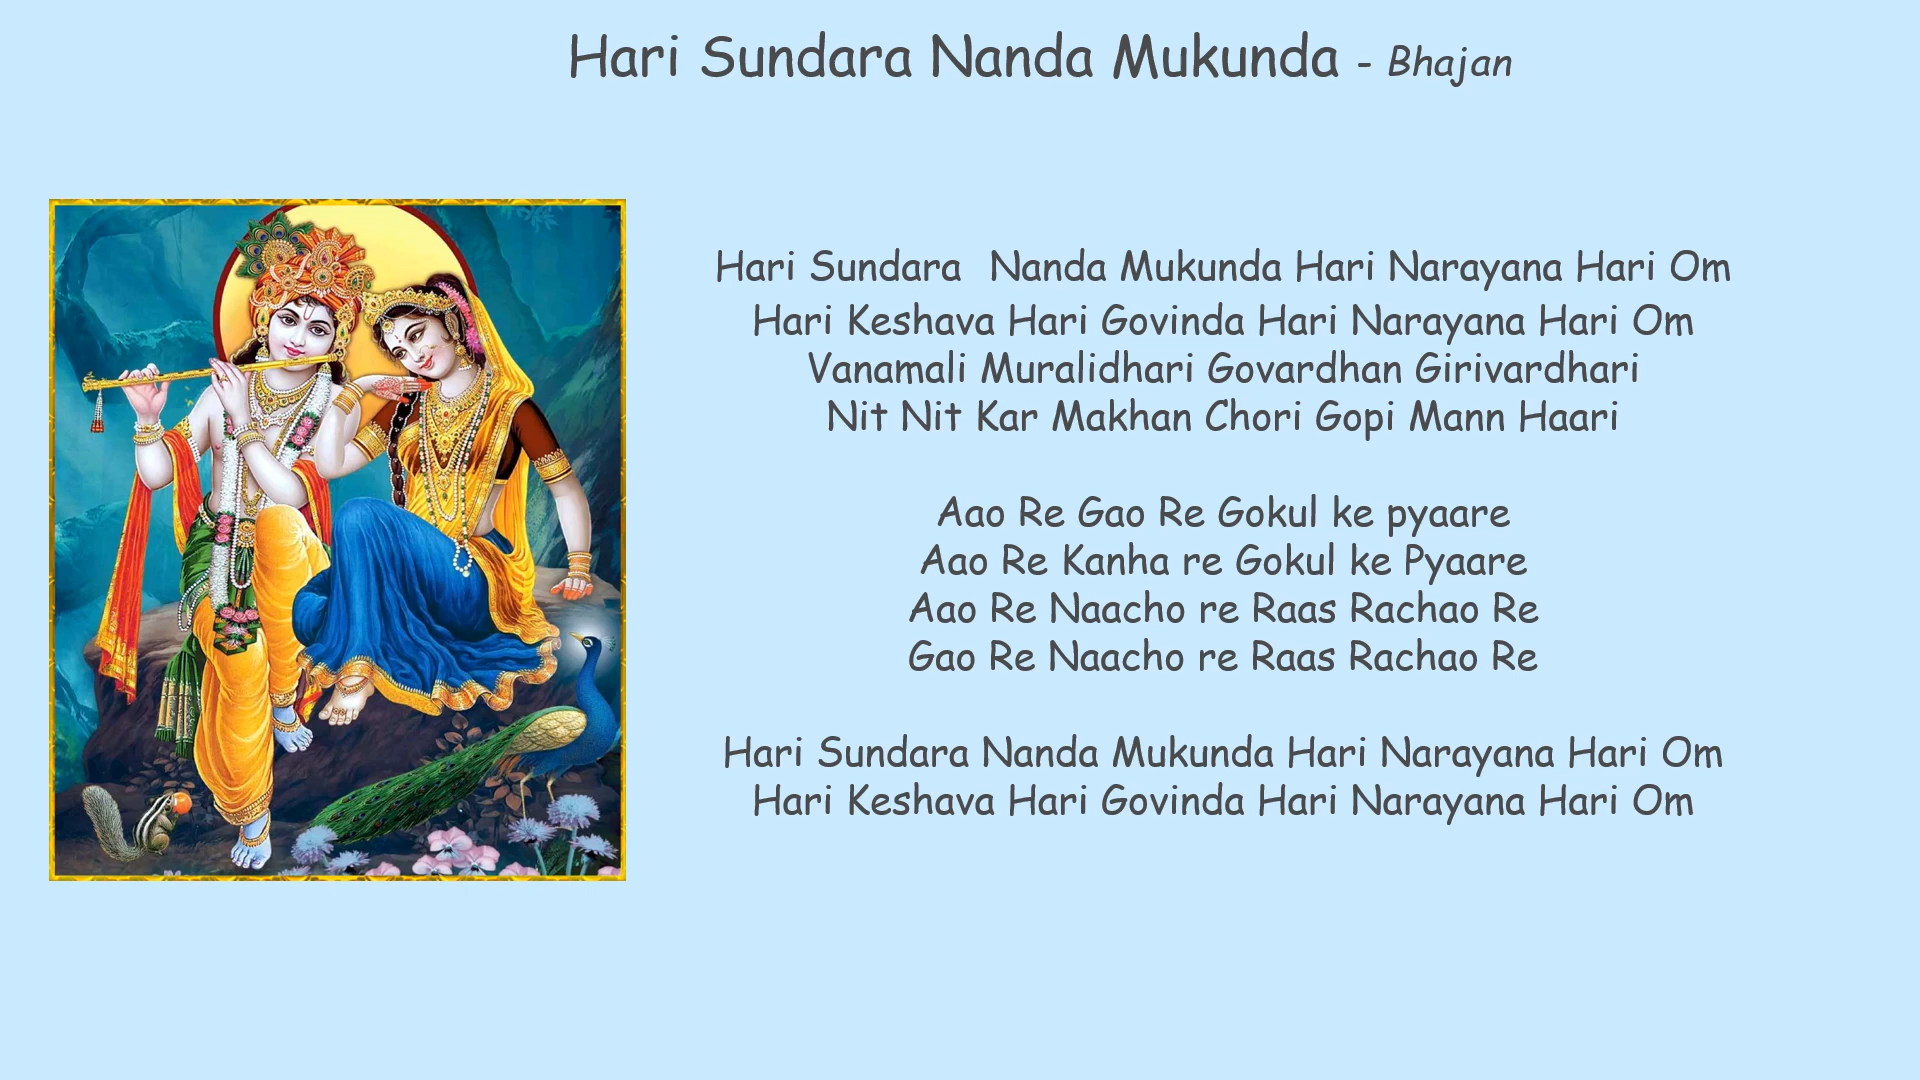 Hari Sundara Nanda Mukunda - Bhajan
Hari Sundara  Nanda Mukunda Hari Narayana Hari Om
Hari Keshava Hari Govinda Hari Narayana Hari Om
Vanamali Muralidhari Govardhan Girivardhari
Nit Nit Kar Makhan Chori Gopi Mann Haari
Aao Re Gao Re Gokul ke pyaare
Aao Re Kanha re Gokul ke Pyaare
Aao Re Naacho re Raas Rachao Re
Gao Re Naacho re Raas Rachao Re
Hari Sundara Nanda Mukunda Hari Narayana Hari Om
Hari Keshava Hari Govinda Hari Narayana Hari Om